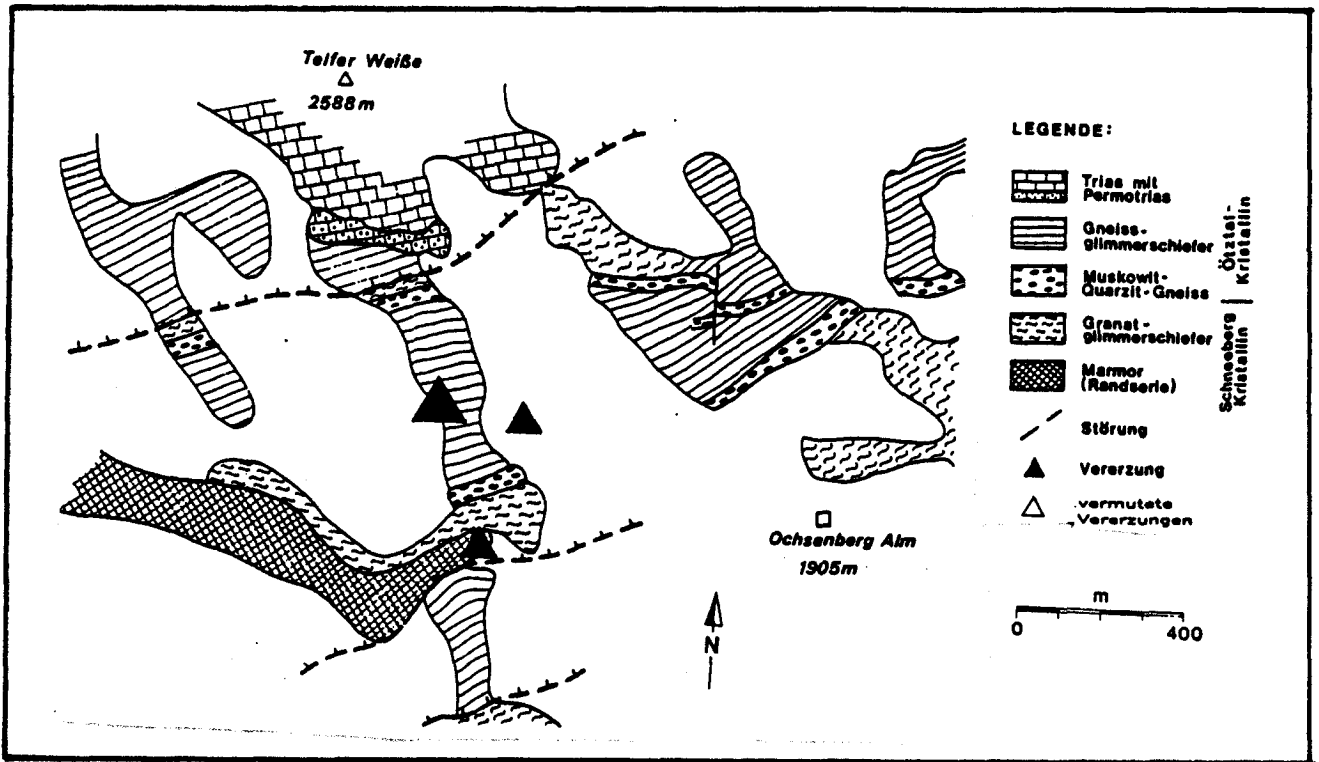 Telfer Weiße
2588m
LEGENDE:
Trias mit
Permotrias
Gneiss-
glimmerschiefer
Muskowit-
Quarzit-Gneiss
Granat-
glimmerschiefer
Marmor
(Randserie)
Ötztal-
Kristallin
Schneeberg
Kristallin
Störung
Vererzung
vermutete
Vererzungen
Ochsenberg Alm
1905m
N
m
0
400